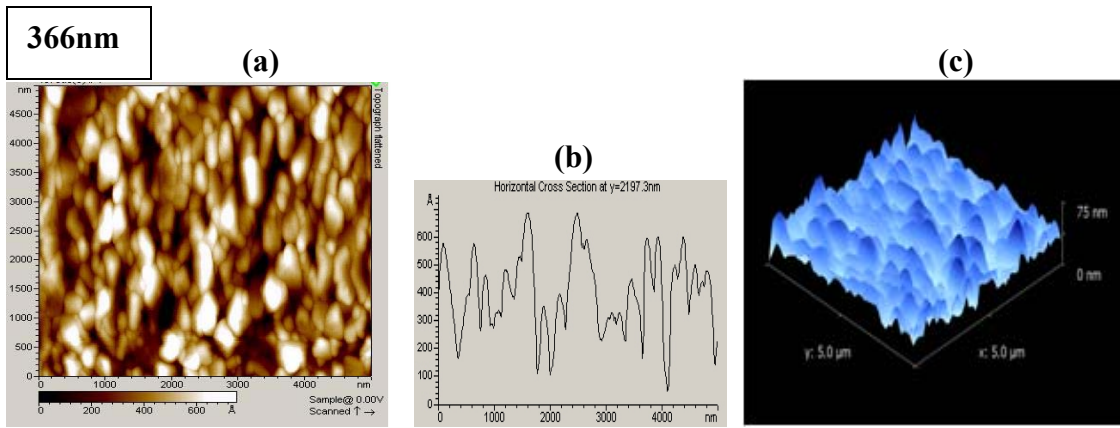 366nm
(a)
nm
4500
4000
3500
3000
2500
2000
1500
1000
500
0
0 1000 2000 3000 4000
nm
0 200 400 600
Å
Topograph flattened
Sample@ 0.00V
Scanned ↑ →
(b)
Horizontal Cross Section at y=2197.3nm
Å
600
500
400
300
200
100
0
0 2000 4000 nm
(c)
75 nm
0 nm
y: 5.0 µm
x: 5.0 µm